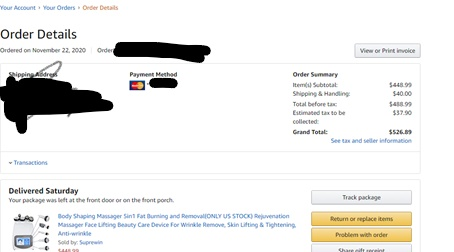 Your Account › Your Orders › Order Details
Order Details
Ordered on November 22, 2020
Order
View or Print invoice
Shipping Address
Payment Method
Order Summary
Item(s) Subtotal: $448.99
Shipping & Handling: $40.00
Total before tax: $488.99
Estimated tax to be collected: $37.90
Grand Total: $526.89
See tax and seller information
Transactions
Delivered Saturday
Your package was left at the front door or on the front porch.
Body Shaping Massager 5in1 Fat Burning and Removal(ONLY US STOCK) Rejuvenation
Massager Face Lifting Beauty Care Device For Wrinkle Remove, Skin Lifting & Tightening,
Anti-wrinkle
Sold by: Suprewin
$448.99
Track package
Return or replace items
Problem with order
Share gift receipt